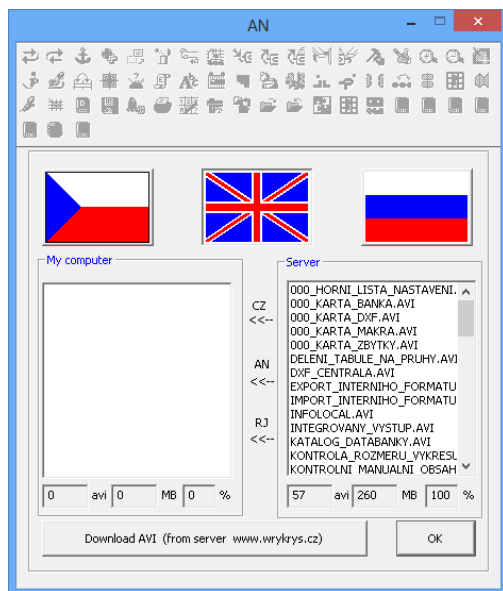 AN
My computer
Server
CZ
<<--
AN
<<--
RJ
<<--
000_HORNI_LISTA_NASTAVENI.
000_KARTA_BANKA.AVI
000_KARTA_DXF.AVI
000_KARTA_MAKRA.AVI
000_KARTA_ZBYTKY.AVI
DELENI_TABULE_NA_PRUHY.AVI
DXF_CENTRALA.AVI
EXPORT_INTERNIHO_FORMATU
IMPORT_INTERNIHO_FORMATU
INFOLOCAL.AVI
INTEGROVANY_VYSTUP.AVI
KATALOG_DATABANKY.AVI
KONTROLA_ROZMERU_VYKRESU
KONTROLNI_MANUALNI_OBSAH
0 avi 0 MB 0 %
57 avi 260 MB 100 %
Download AVI (from server www.wrykrys.cz)
OK